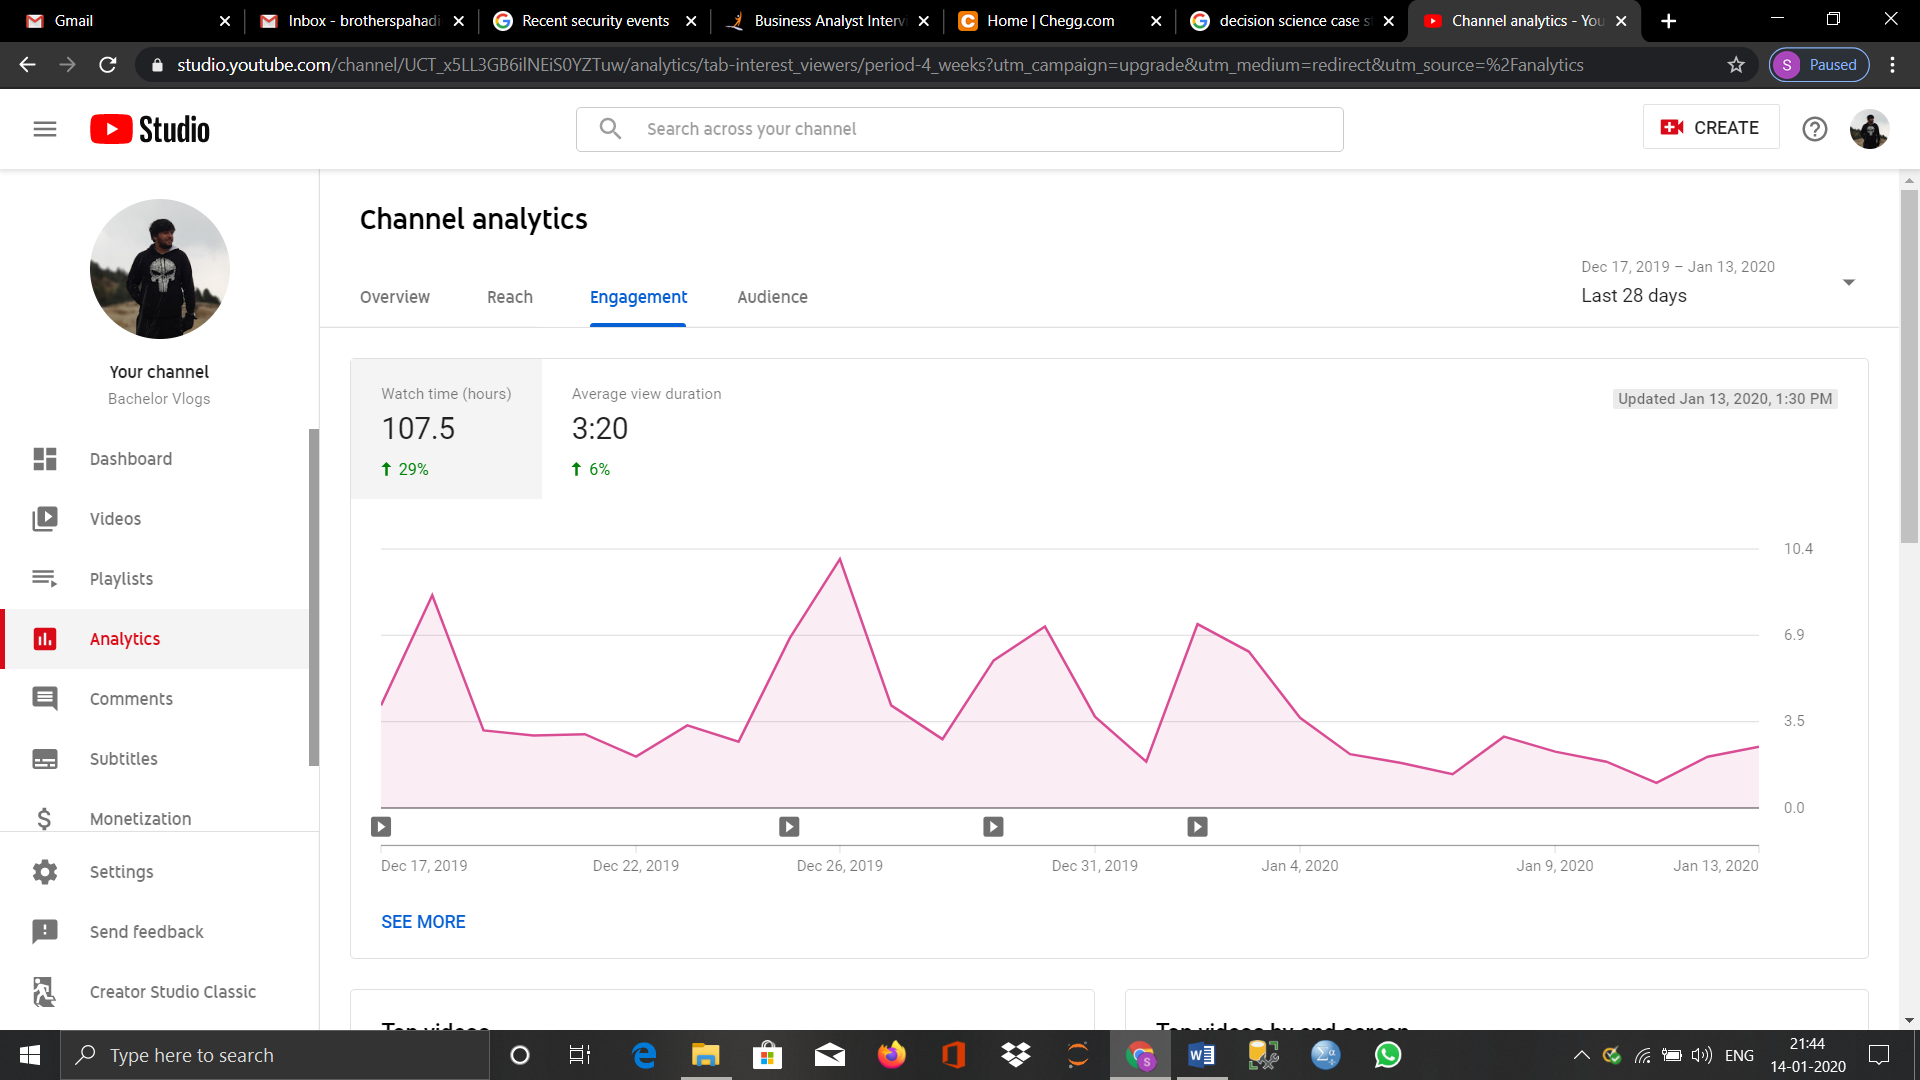 Gmail
Inbox - brotherspahadi
Recent security events
Business Analyst Interv
Home | Chegg.com
decision science case s
Channel analytics - You
studio.youtube.com/channel/UCT_x5LL3GB6ilNEiS0YZTuw/analytics/tab-interest_viewers/period-4_weeks?utm_campaign=upgrade&utm_medium=redirect&utm_source=%2Fanalytics
S Paused
Studio
Search across your channel
CREATE
Your channel
Bachelor Vlogs
Dashboard
Videos
Playlists
Analytics
Comments
Subtitles
Monetization
Settings
Send feedback
Creator Studio Classic
Channel analytics
Overview Reach Engagement Audience
Dec 17, 2019 – Jan 13, 2020
Last 28 days
Watch time (hours)
107.5
29%
Average view duration
3:20
6%
Updated Jan 13, 2020, 1:30 PM
10.4
6.9
3.5
0.0
Dec 17, 2019 Dec 22, 2019 Dec 26, 2019 Dec 31, 2019 Jan 4, 2020 Jan 9, 2020 Jan 13, 2020
SEE MORE
Top videos
Top videos by end screen
Type here to search
ENG
21:44
14-01-2020